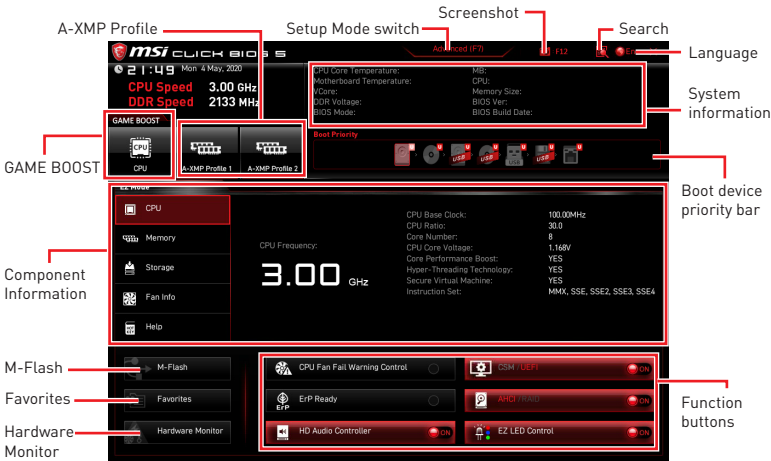 A-XMP Profile
Setup Mode switch
Screenshot
Search
Language
System
information
Boot device
priority bar
GAME BOOST
Component
Information
M-Flash
Favorites
Hardware
Monitor
Function
buttons
msi CLICK BIOS 5
Advanced (F7)
F12
21:49 Mon 4 May, 2020
CPU Speed 3.00 GHz
DDR Speed 2133 MHz
CPU Core Temperature:
Motherboard Temperature:
VCore:
DDR Voltage:
BIOS Mode:
MB:
CPU:
Memory Size:
BIOS Ver:
BIOS Build Date:
GAME BOOST
CPU
CPU
A-XMP Profile 1
A-XMP Profile 2
Boot Priority
U
U
USB U
USB U
USB U
USB U
U
EZ Mode
CPU
Memory
Storage
Fan Info
Help
CPU Frequency:
3.00 GHz
CPU Base Clock: 100.00MHz
CPU Ratio: 30.0
Core Number: 8
CPU Core Voltage: 1.168V
Core Performance Boost: YES
Hyper-Threading Technology: YES
Secure Virtual Machine: YES
Instruction Set: MMX, SSE, SSE2, SSE3, SSE4
M-Flash
Favorites
Hardware Monitor
CPU Fan Fail Warning Control
ErP
ErP Ready
HD Audio Controller ON
CSM /UEFI ON
AHCI /RAID ON
EZ LED Control ON